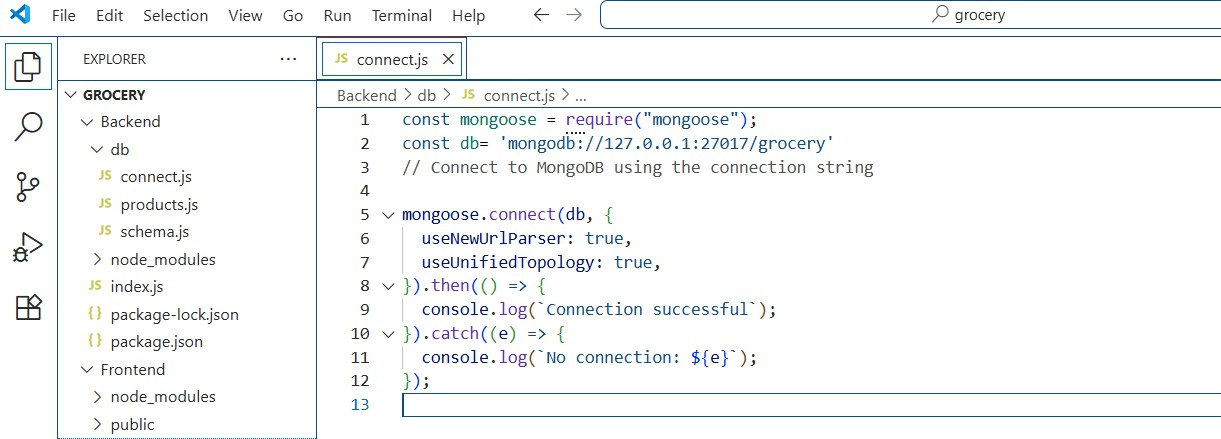 File Edit Selection View Go Run Terminal Help ← → grocery
EXPLORER ...
GROCERY
Backend
db
JS connect.js
JS products.js
JS schema.js
node_modules
JS index.js
{} package-lock.json
{} package.json
Frontend
node_modules
public
JS connect.js ×
Backend > db > JS connect.js > ...
1 const mongoose = require("mongoose");
2 const db= 'mongodb://127.0.0.1:27017/grocery'
3 // Connect to MongoDB using the connection string
4
5 mongoose.connect(db, {
6 useNewUrlParser: true,
7 useUnifiedTopology: true,
8 }).then(() => {
9 console.log(`Connection successful`);
10 }).catch((e) => {
11 console.log(`No connection: ${e}`);
12 });
13